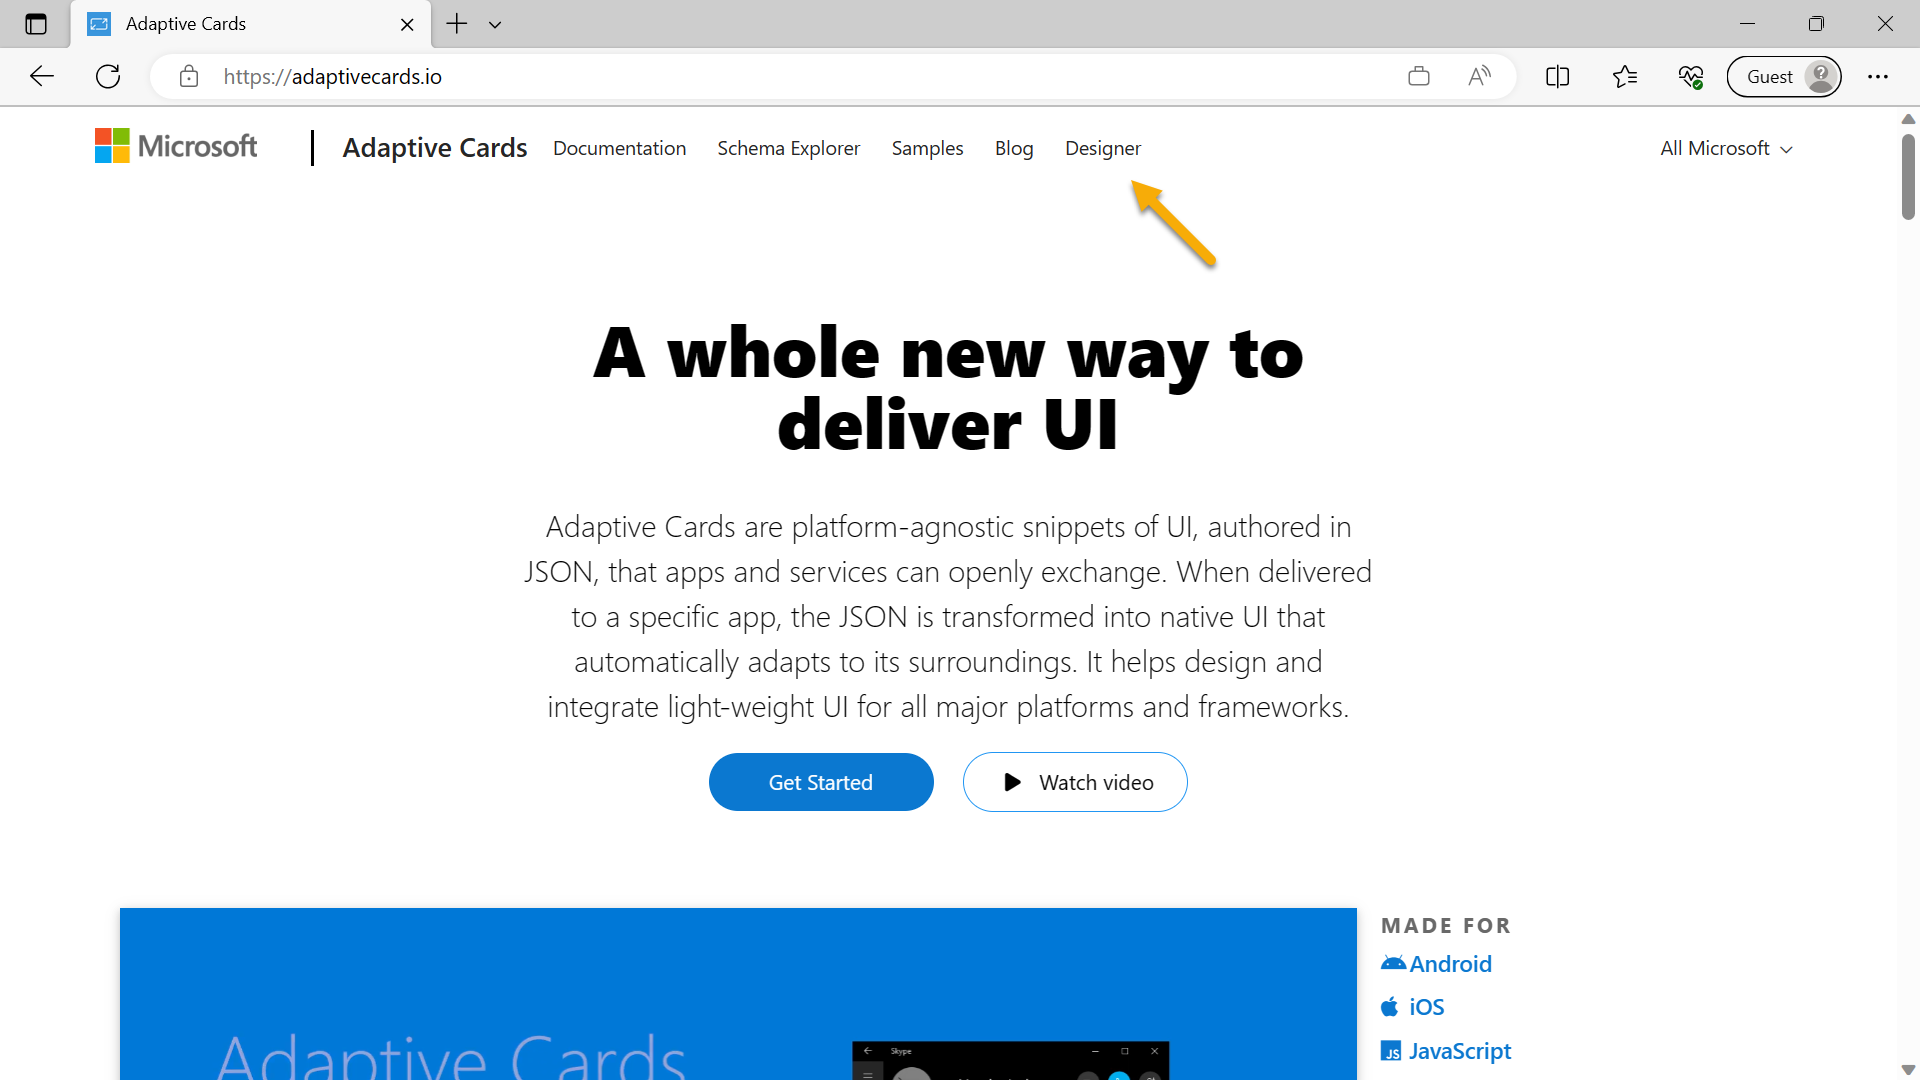 Adaptive Cards
https://adaptivecards.io
Guest
Microsoft
Adaptive Cards
Documentation
Schema Explorer
Samples
Blog
Designer
All Microsoft
A whole new way to
deliver UI
Adaptive Cards are platform-agnostic snippets of UI, authored in
JSON, that apps and services can openly exchange. When delivered
to a specific app, the JSON is transformed into native UI that
automatically adapts to its surroundings. It helps design and
integrate light-weight UI for all major platforms and frameworks.
Get Started
Watch video
MADE FOR
Android
iOS
JS JavaScript
Adaptive Cards
Skype